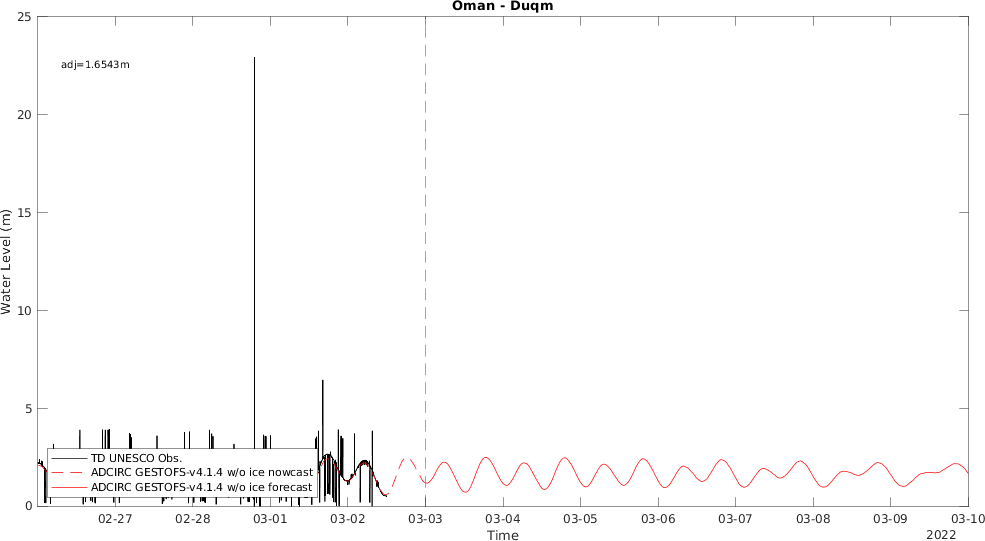 Oman - Duqm
25
adj=1.6543m
20
15
10
5
0
Water Level (m)
TD UNESCO Obs.
ADCIRC GESTOFS-v4.1.4 w/o ice nowcast
ADCIRC GESTOFS-v4.1.4 w/o ice forecast
02-27 02-28 03-01 03-02 03-03 03-04 03-05 03-06 03-07 03-08 03-09 03-10
Time
2022